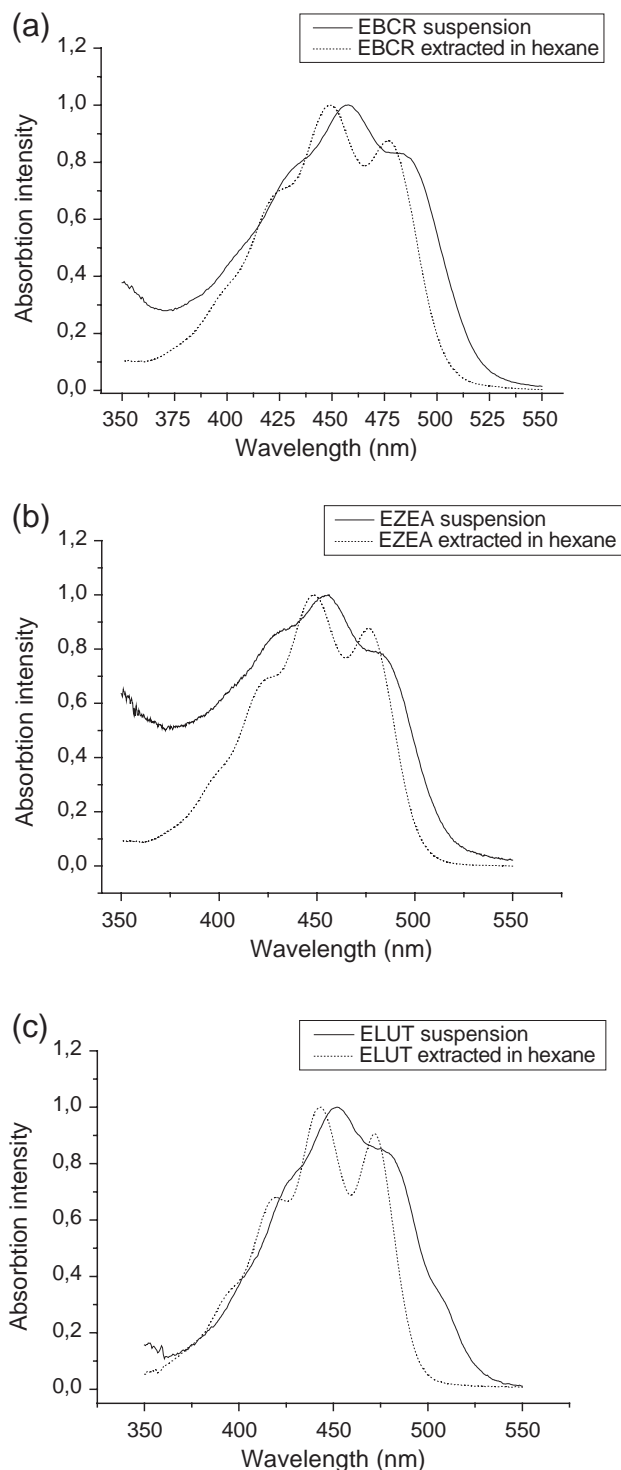 (a)
EBCR suspension
EBCR extracted in hexane
1,2
1,0
0,8
0,6
0,4
0,2
0,0
Absorbtion intensity
350 375 400 425 450 475 500 525 550
Wavelength (nm)
(b)
EZEA suspension
EZEA extracted in hexane
1,2
1,0
0,8
0,6
0,4
0,2
0,0
Absorbtion intensity
350 400 450 500 550
Wavelength (nm)
(c)
ELUT suspension
ELUT extracted in hexane
1,2
1,0
0,8
0,6
0,4
0,2
0,0
Absorbtion intensity
350 400 450 500 550
Wavelength (nm)